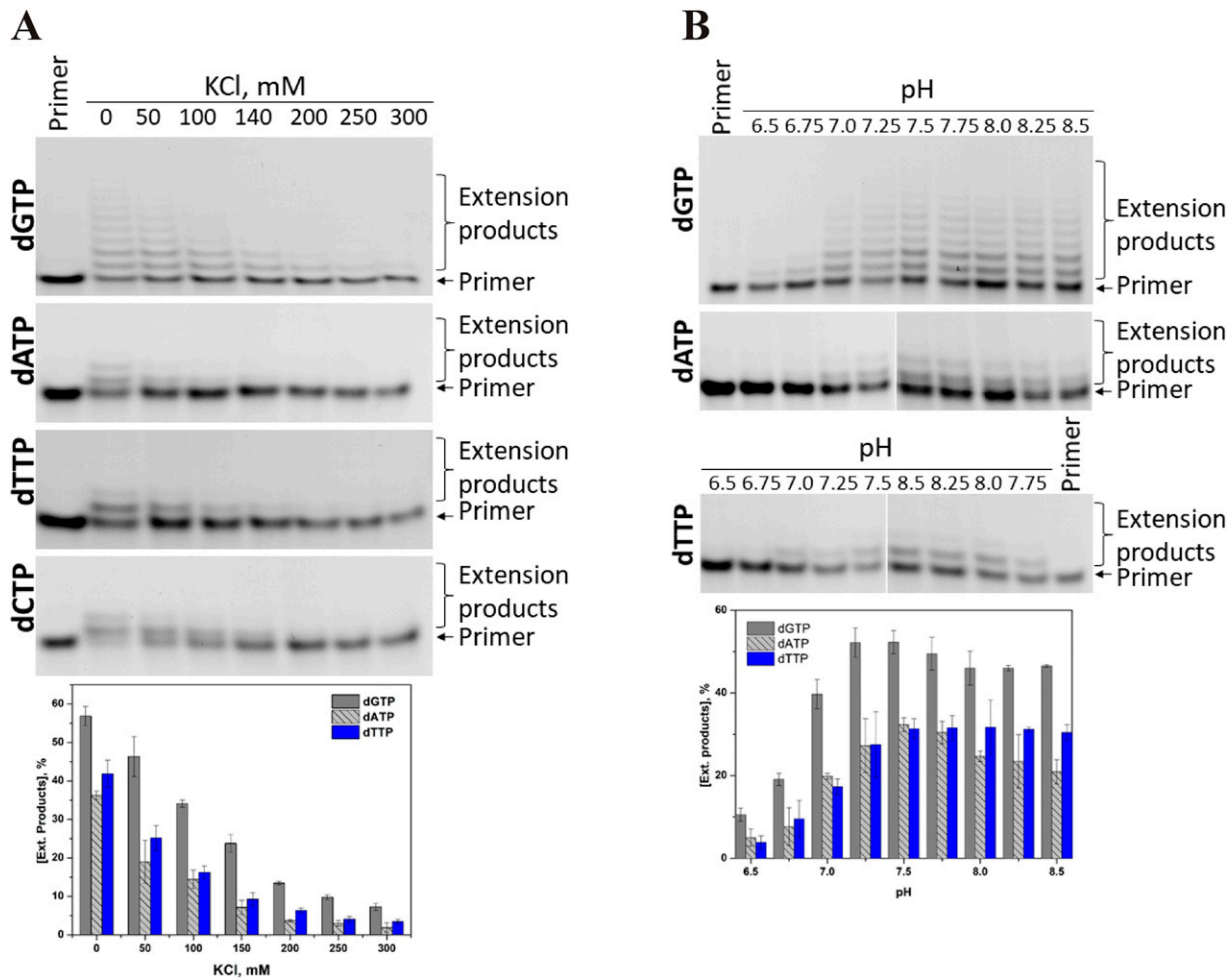 A
Primer
KCl, mM
0 50 100 140 200 250 300
dGTP
Extension
products
Primer
dATP
Extension
products
Primer
dTTP
Extension
products
Primer
dCTP
Extension
products
Primer
[Ext. Products], %
60
50
40
30
20
10
0
dGTP
dATP
dTTP
0 50 100 150 200 250 300
KCl, mM
B
Primer
pH
6.5 6.75 7.0 7.25 7.5 7.75 8.0 8.25 8.5
dGTP
Extension
products
Primer
dATP
Extension
products
Primer
pH
6.5 6.75 7.0 7.25 7.5 8.5 8.25 8.0 7.75
Primer
dTTP
Extension
products
Primer
[Ext. products], %
60
40
20
0
dGTP
dATP
dTTP
6.5 7.0 7.5 8.0 8.5
pH